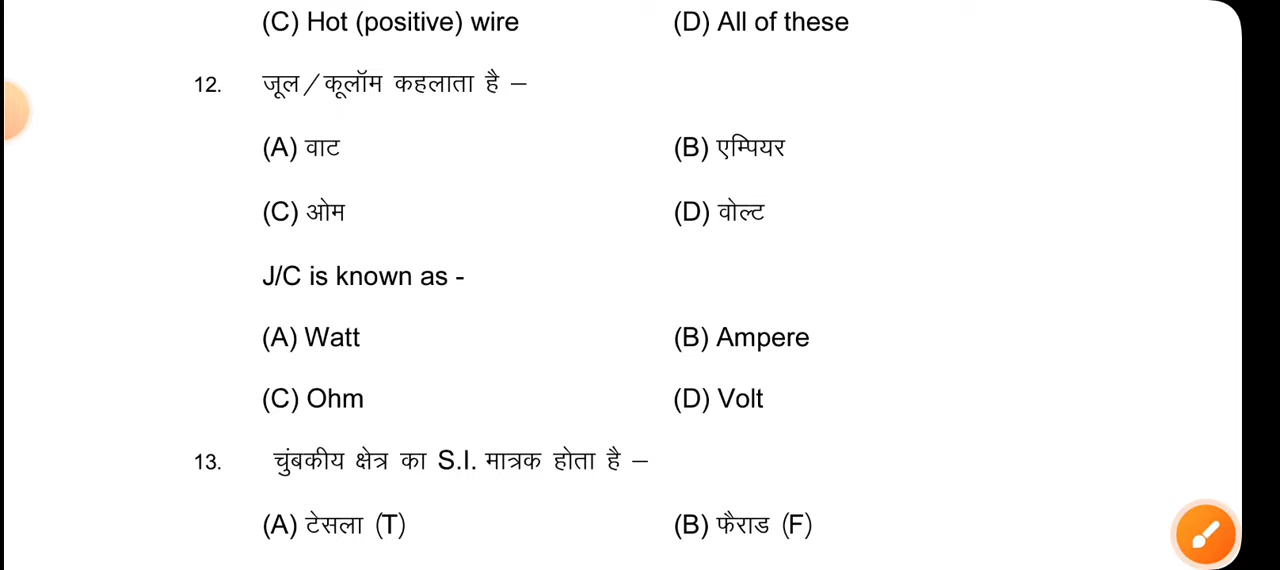 (C) Hot (positive) wire (D) All of these
12. जूल/कूलॉम कहलाता है –
(A) वाट (B) एम्पियर
(C) ओम (D) वोल्ट
J/C is known as -
(A) Watt (B) Ampere
(C) Ohm (D) Volt
13. चुंबकीय क्षेत्र का S.I. मात्रक होता है –
(A) टेसला (T) (B) फैराड (F)